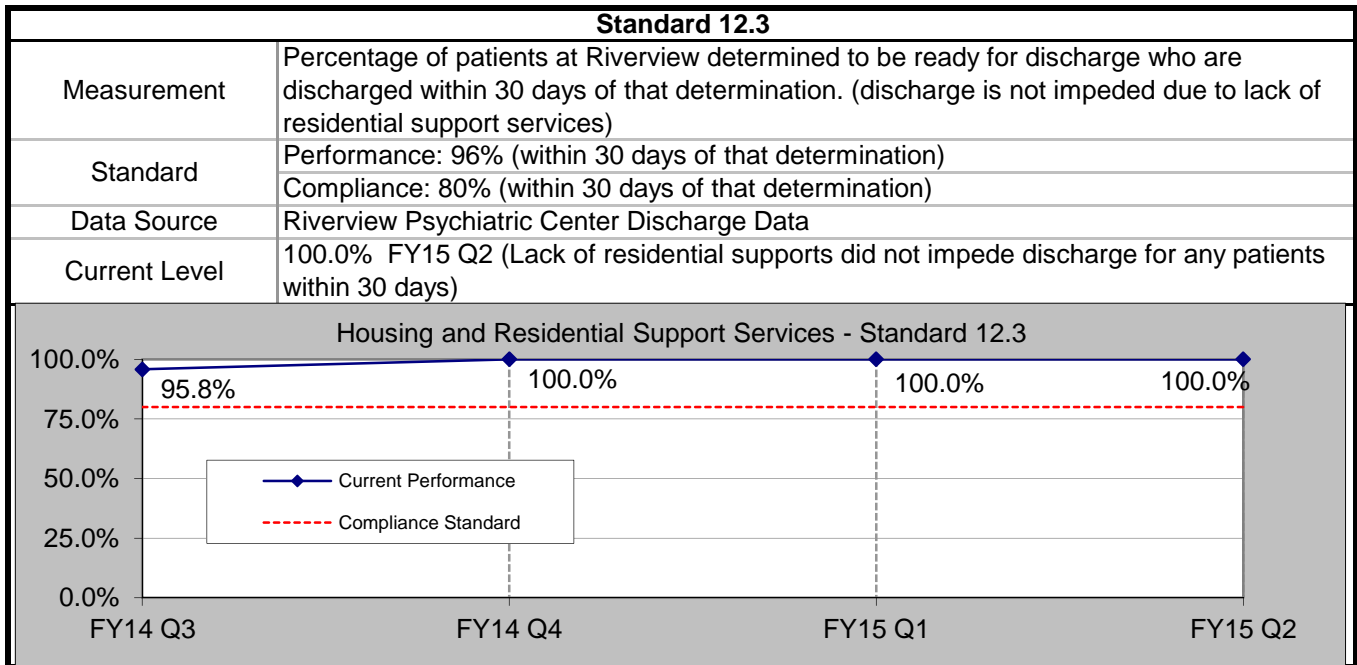 Standard 12.3
Measurement
Percentage of patients at Riverview determined to be ready for discharge who are
discharged within 30 days of that determination. (discharge is not impeded due to lack of
residential support services)
Standard
Performance: 96% (within 30 days of that determination)
Compliance: 80% (within 30 days of that determination)
Data Source
Riverview Psychiatric Center Discharge Data
Current Level
100.0% FY15 Q2 (Lack of residential supports did not impede discharge for any patients
within 30 days)
Housing and Residential Support Services - Standard 12.3
100.0%
75.0%
50.0%
25.0%
0.0%
95.8%
100.0%
100.0%
100.0%
Current Performance
Compliance Standard
FY14 Q3
FY14 Q4
FY15 Q1
FY15 Q2